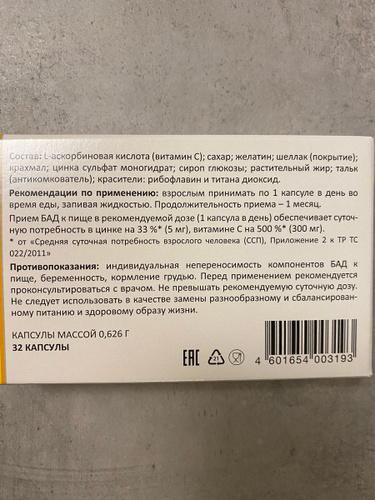 Состав: L-аскорбиновая кислота (витамин С); сахар; желатин; шеллак (покрытие);
крахмал; цинка сульфат моногидрат; сироп глюкозы; растительный жир; тальк
(антикомкователь); красители: рибофлавин и титана диоксид.
Рекомендации по применению: взрослым принимать по 1 капсуле в день во
время еды, запивая жидкостью. Продолжительность приема – 1 месяц.
Прием БАД к пище в рекомендуемой дозе (1 капсула в день) обеспечивает суточ-
ную потребность в цинке на 33 %* (5 мг), витамине С на 500 %* (300 мг).
* от «Средняя суточная потребность взрослого человека (ССП), Приложение 2 к ТР ТС
022/2011»
Противопоказания: индивидуальная непереносимость компонентов БАД к
пище, беременность, кормление грудью. Перед применением рекомендуется
проконсультироваться с врачом. Не превышать рекомендуемую суточную дозу.
Не следует использовать в качестве замены разнообразному и сбалансирован-
ному питанию и здоровому образу жизни.
КАПСУЛЫ МАССОЙ 0,626 Г
32 КАПСУЛЫ
EAC
21
4 601654 003193